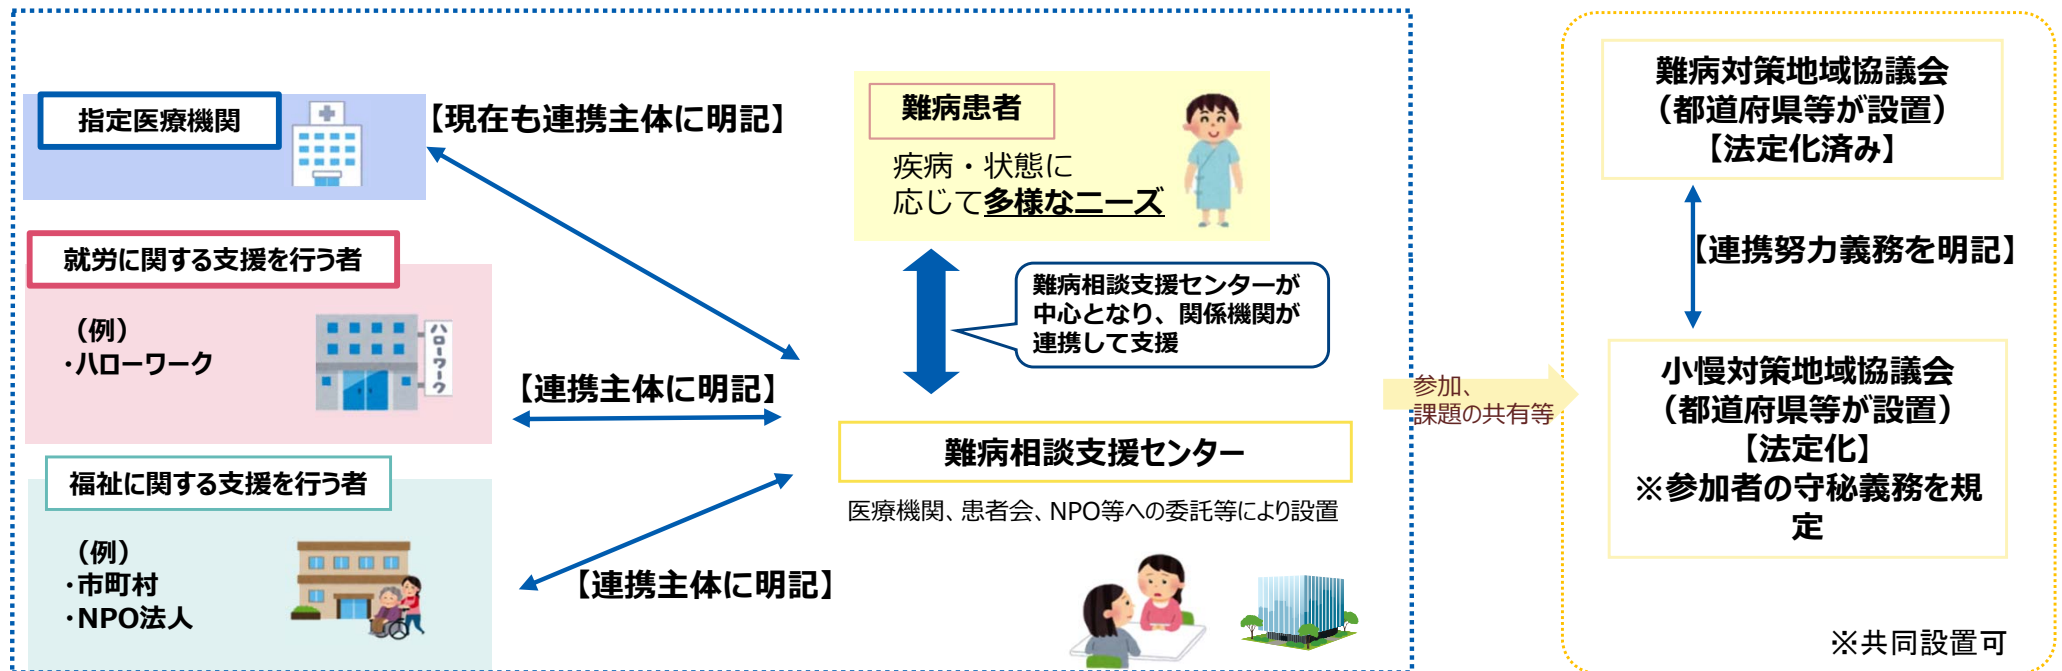 指定医療機関
【現在も連携主体に明記】
就労に関する支援を行う者
（例）
・ハローワーク
ハローワーク
【連携主体に明記】
福祉に関する支援を行う者
（例）
・市町村
・NPO法人
【連携主体に明記】
難病患者
疾病・状態に
応じて多様なニーズ
難病相談支援センターが
中心となり、関係機関が
連携して支援
難病相談支援センター
医療機関、患者会、NPO等への委託等により設置
参加、
課題の共有等
難病対策地域協議会
（都道府県等が設置）
【法定化済み】
【連携努力義務を明記】
小慢対策地域協議会
（都道府県等が設置）
【法定化】
※参加者の守秘義務を規
定
※共同設置可